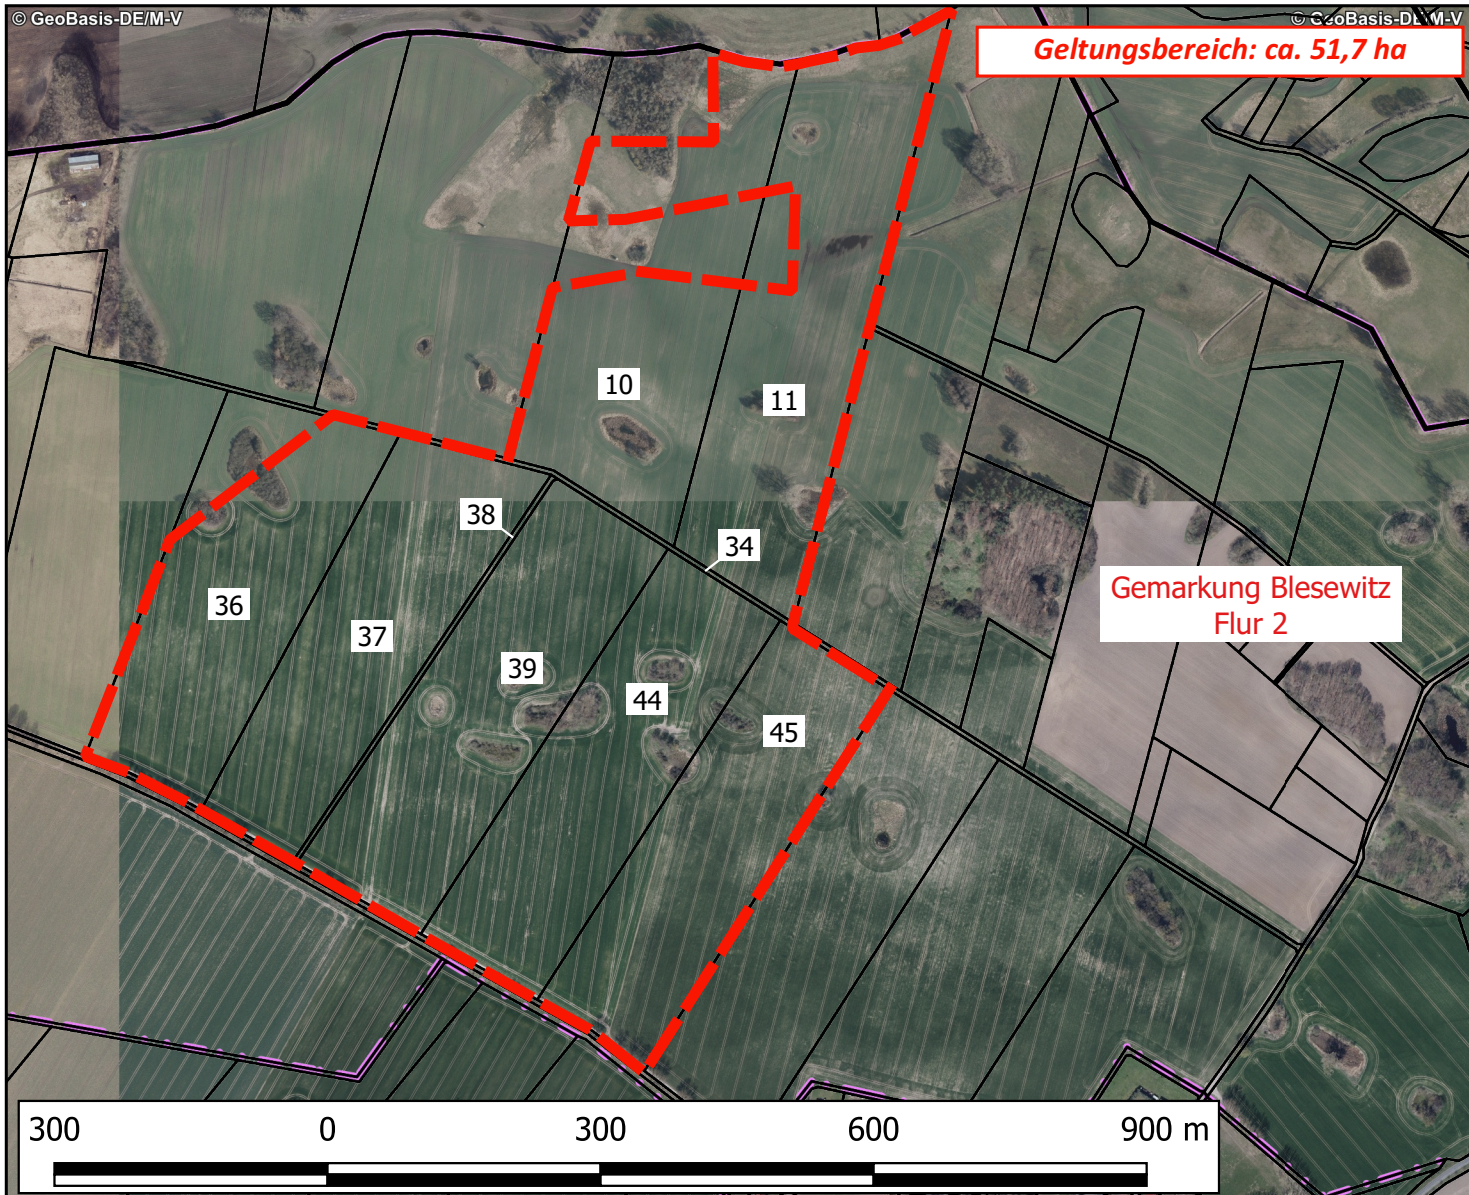 © GeoBasis-DE/M-V
© GeoBasis-DE/M-V
Geltungsbereich: ca. 51,7 ha
10
11
38
34
36
37
39
44
45
Gemarkung Blesewitz
Flur 2
300 0 300 600 900 m